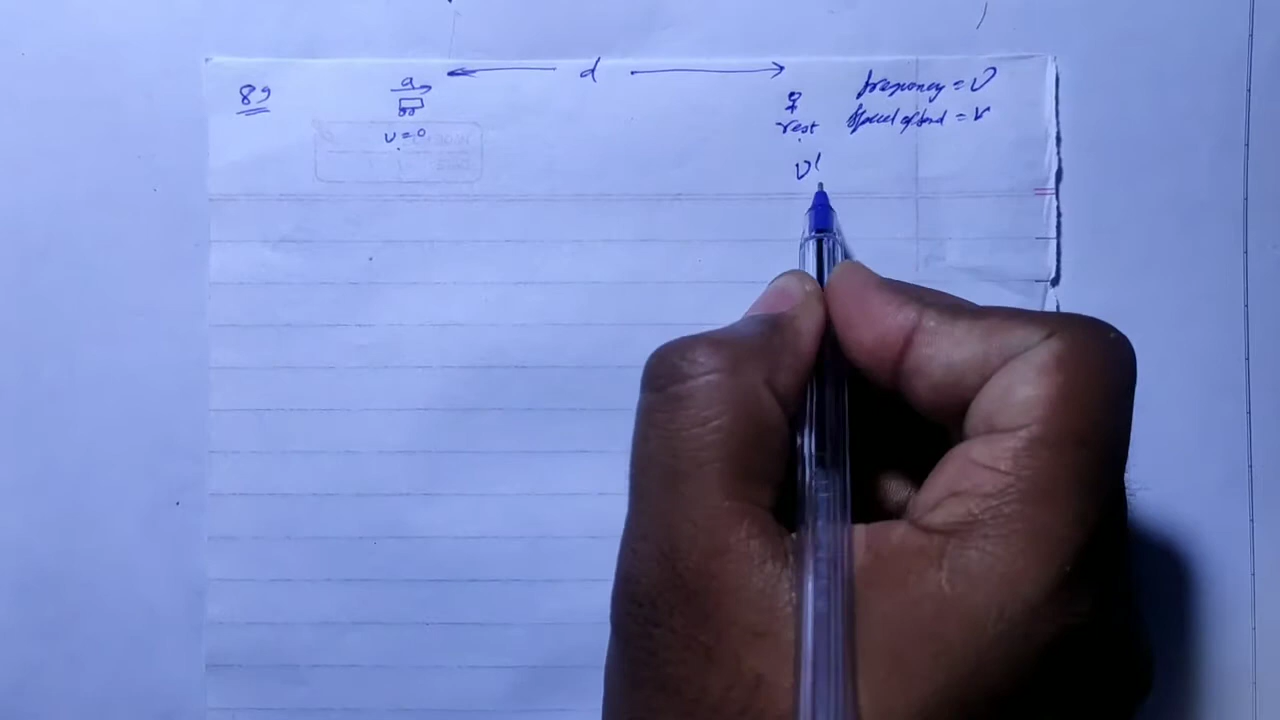 89
a
d
frequency = ν
rest
speed of sound = v
u = 0
ν'